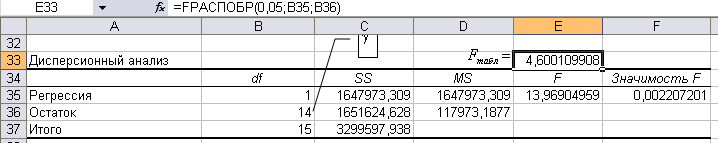 E33 fx =FРАСПОБР(0,05;B35;B36)
A B C D E F
32 γ
33 Дисперсионный анализ Fтабл = 4,600109908
34 df SS MS F Значимость F
35 Регрессия 1 1647973,309 1647973,309 13,96904959 0,002207201
36 Остаток 14 1651624,628 117973,1877
37 Итого 15 3299597,938